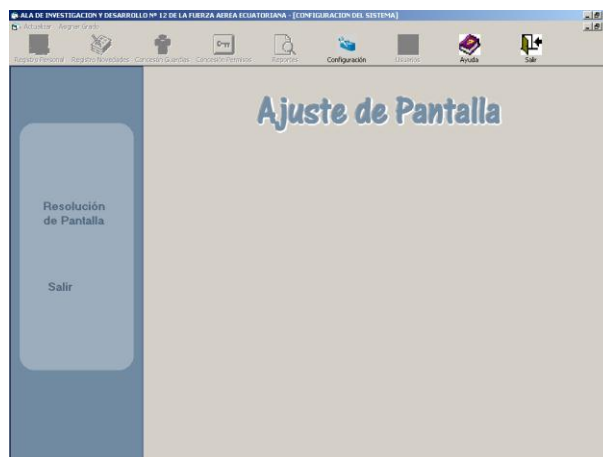 ALA DE INVESTIGACION Y DESARROLLO Nº 12 DE LA FUERZA AEREA ECUATORIANA - [CONFIGURACION DEL SISTEMA]
Actualizar Asignar Grado
Registro Personal Registro Novedades Concesión Guardias Concesión Permisos Reportes Configuración Usuarios Ayuda Salir
Ajuste de Pantalla
Resolución
de Pantalla
Salir